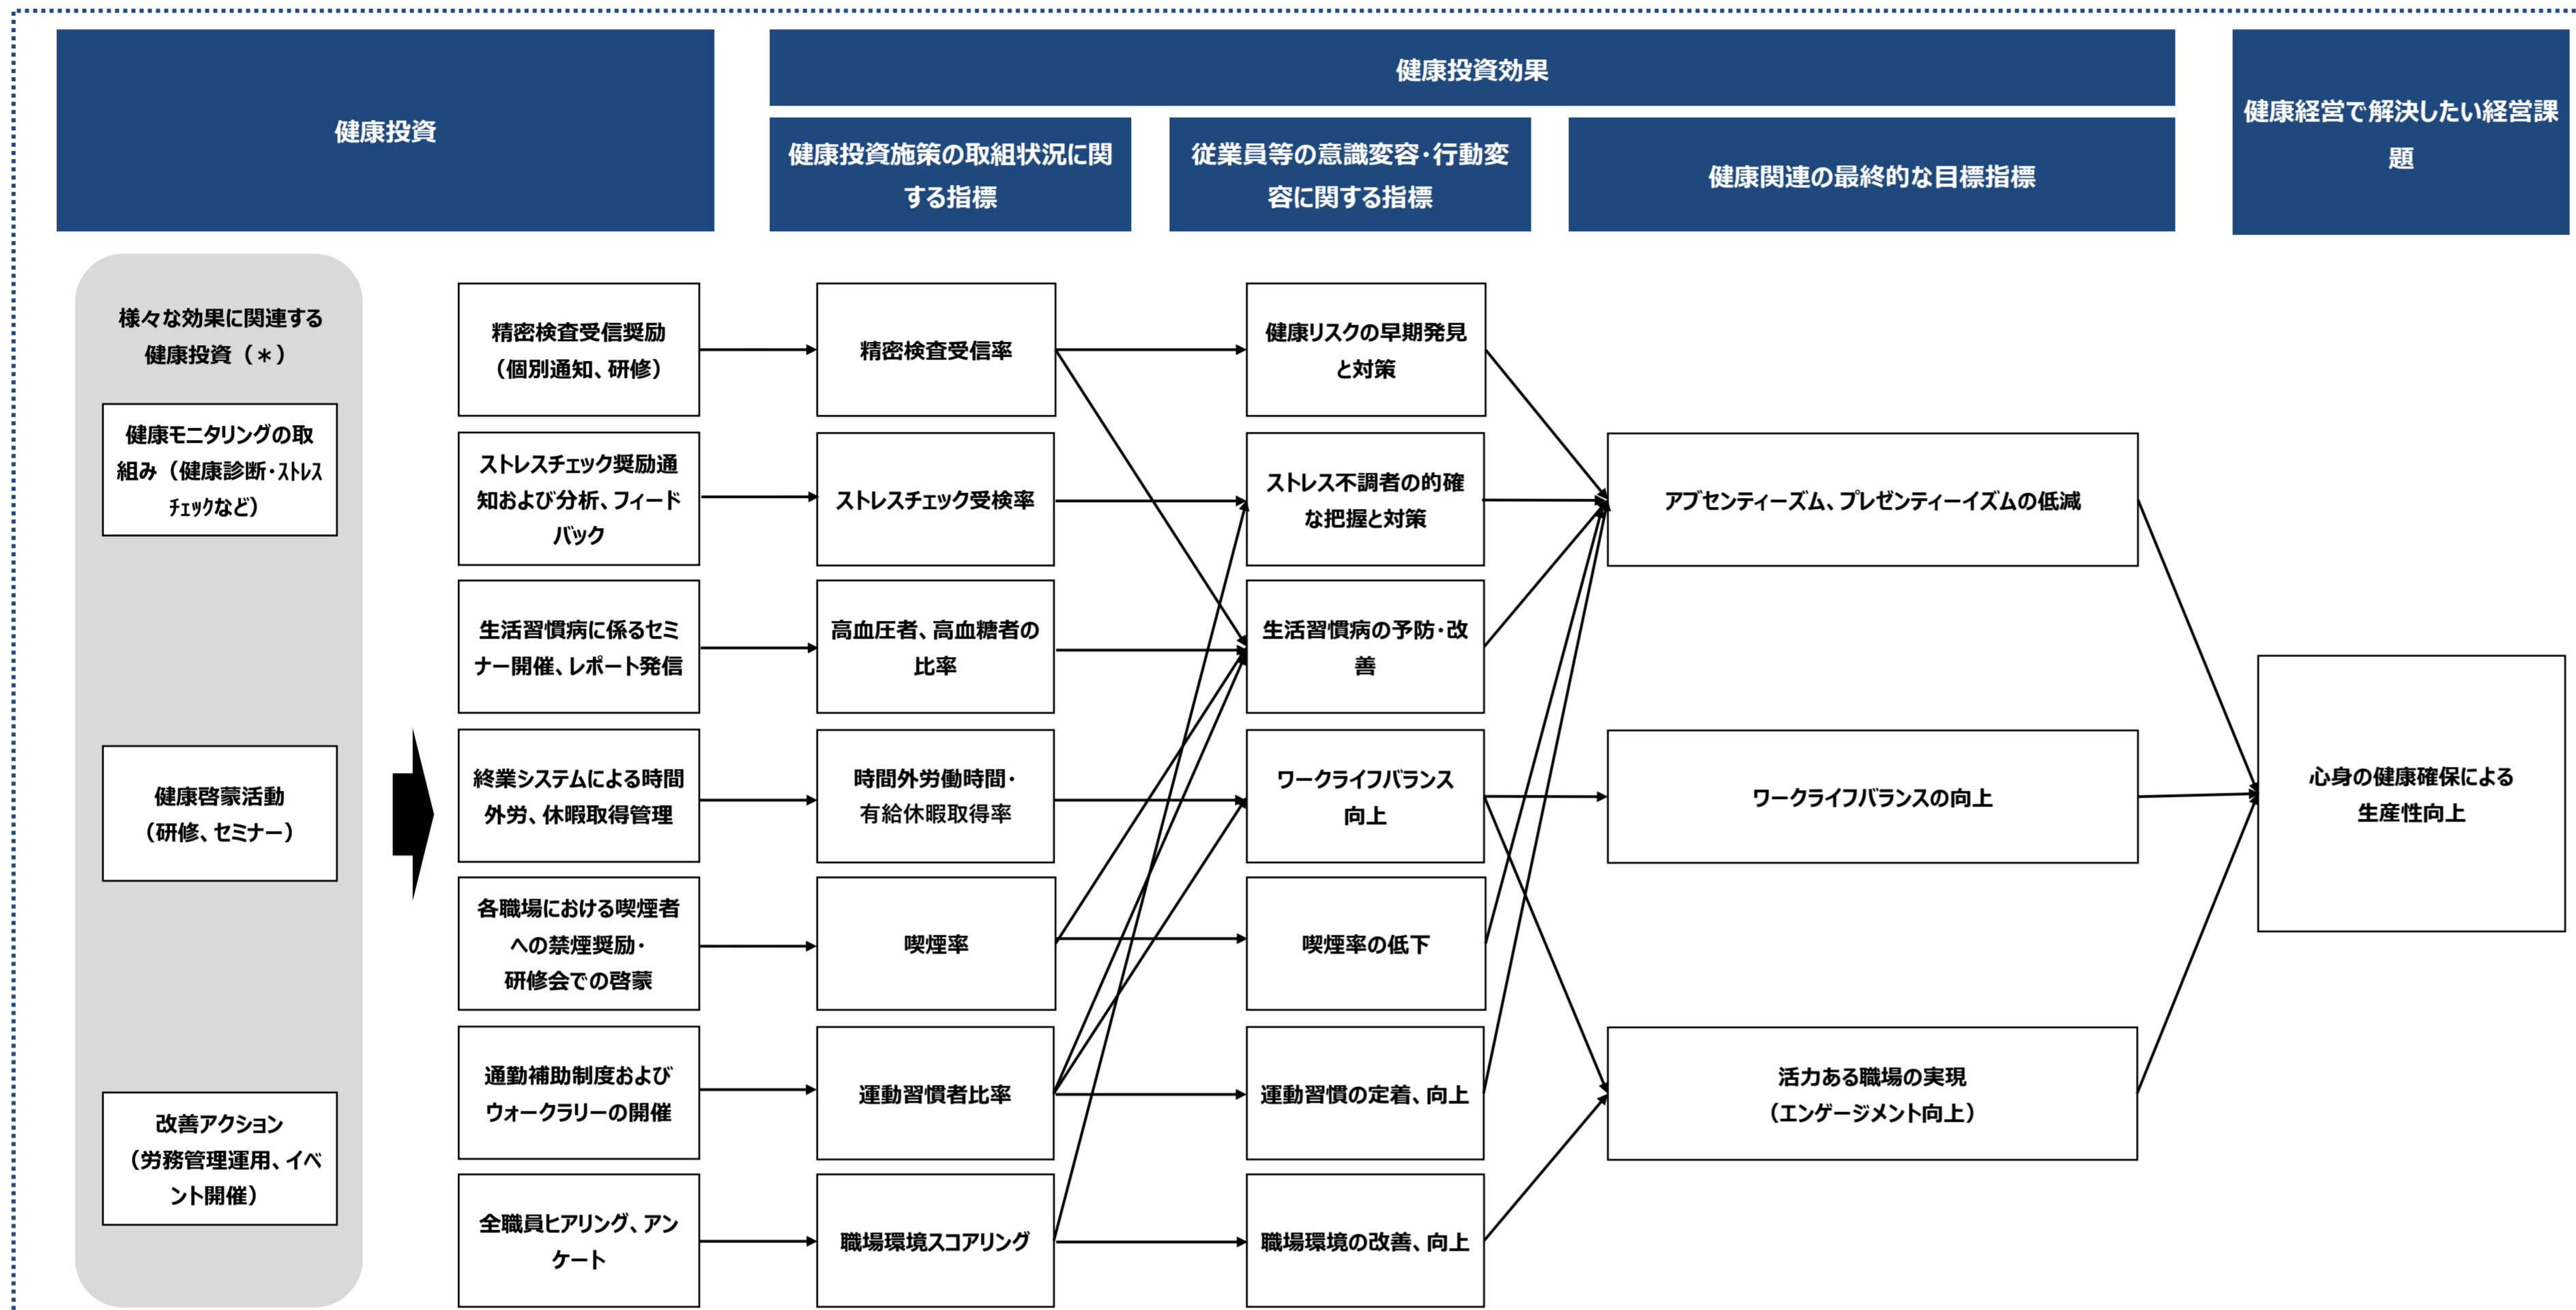 健康投資
健康投資効果
健康投資施策の取組状況に関
する指標
従業員等の意識変容・行動変
容に関する指標
健康関連の最終的な目標指標
健康経営で解決したい経営課
題
様々な効果に関連する
健康投資（＊）
健康モニタリングの取
組み（健康診断・ストレス
チェックなど）
健康啓蒙活動
（研修、セミナー）
改善アクション
（労務管理運用、イベ
ント開催）
精密検査受信奨励
（個別通知、研修）
ストレスチェック奨励通
知および分析、フィード
バック
生活習慣病に係るセミ
ナー開催、レポート発信
終業システムによる時間
外労、休暇取得管理
各職場における喫煙者
への禁煙奨励・
研修会での啓蒙
通勤補助制度および
ウォークラリーの開催
全職員ヒアリング、アン
ケート
精密検査受信率
ストレスチェック受検率
高血圧者、高血糖者の
比率
時間外労働時間・
有給休暇取得率
喫煙率
運動習慣者比率
職場環境スコアリング
健康リスクの早期発見
と対策
ストレス不調者の的確
な把握と対策
生活習慣病の予防・改
善
ワークライフバランス
向上
喫煙率の低下
運動習慣の定着、向上
職場環境の改善、向上
アブセンティーズム、プレゼンティーイズムの低減
ワークライフバランスの向上
活力ある職場の実現
（エンゲージメント向上）
心身の健康確保による
生産性向上